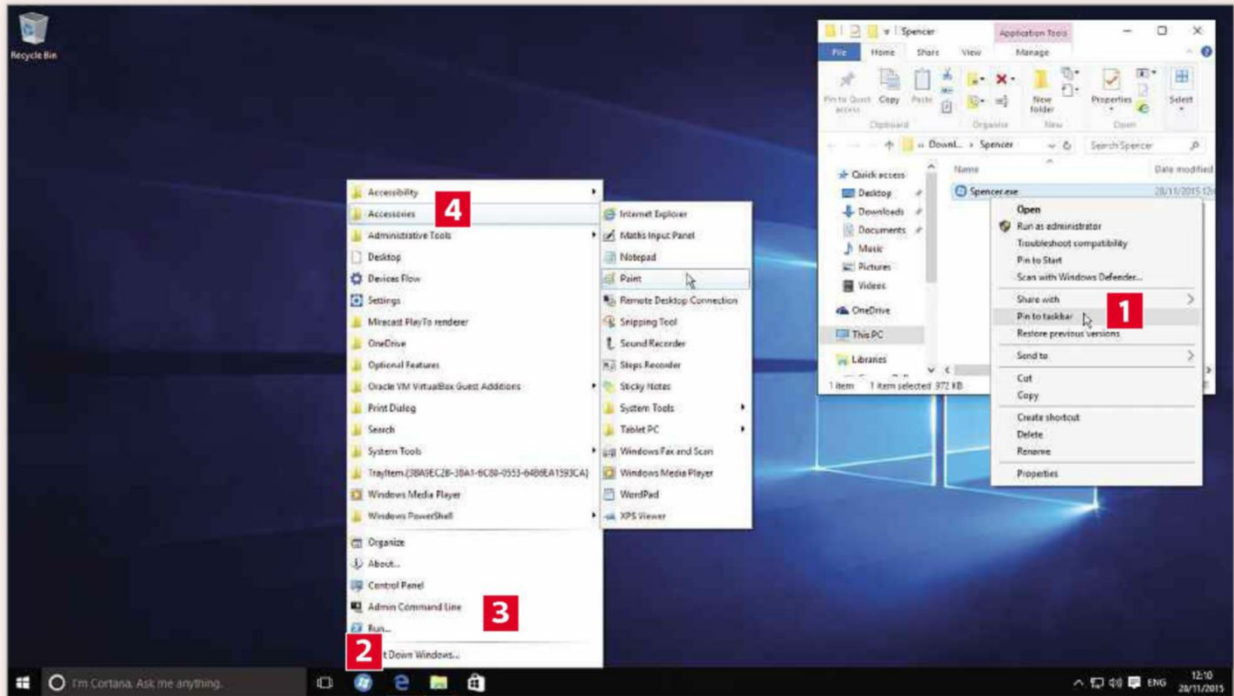 Recycle Bin
Spencer
Application Tools
File Home Share View Manage
Pin to Quick access
Copy
Paste
New folder
Properties
Select
Clipboard Organise New Open
Downl... > Spencer
Search Spencer
Name
Date modified
Quick access
Desktop
Downloads
Documents
Music
Pictures
Videos
OneDrive
This PC
Libraries
Spencer.exe
28/11/2015 12:
1 item 1 item selected 972 KB
Open
Run as administrator
Troubleshoot compatibility
Pin to Start
Scan with Windows Defender...
Share with
Pin to taskbar
1
Restore previous versions
Send to
Cut
Copy
Create shortcut
Delete
Rename
Properties
Accessibility
Accessories
4
Administrative Tools
Desktop
Devices Flow
Settings
Miracast PlayTo renderer
OneDrive
Optional Features
Oracle VM VirtualBox Guest Additions
Print Dialog
Search
System Tools
Windows Media Player
Windows PowerShell
Organize
About...
Control Panel
Admin Command Line
3
Run...
2
t Down Windows...
Internet Explorer
Maths Input Panel
Notepad
Paint
Remote Desktop Connection
Snipping Tool
Sound Recorder
Steps Recorder
Sticky Notes
System Tools
Tablet PC
Windows Fax and Scan
Windows Media Player
WordPad
XPS Viewer
I'm Cortana. Ask me anything.
ENG
12:10
28/11/2015